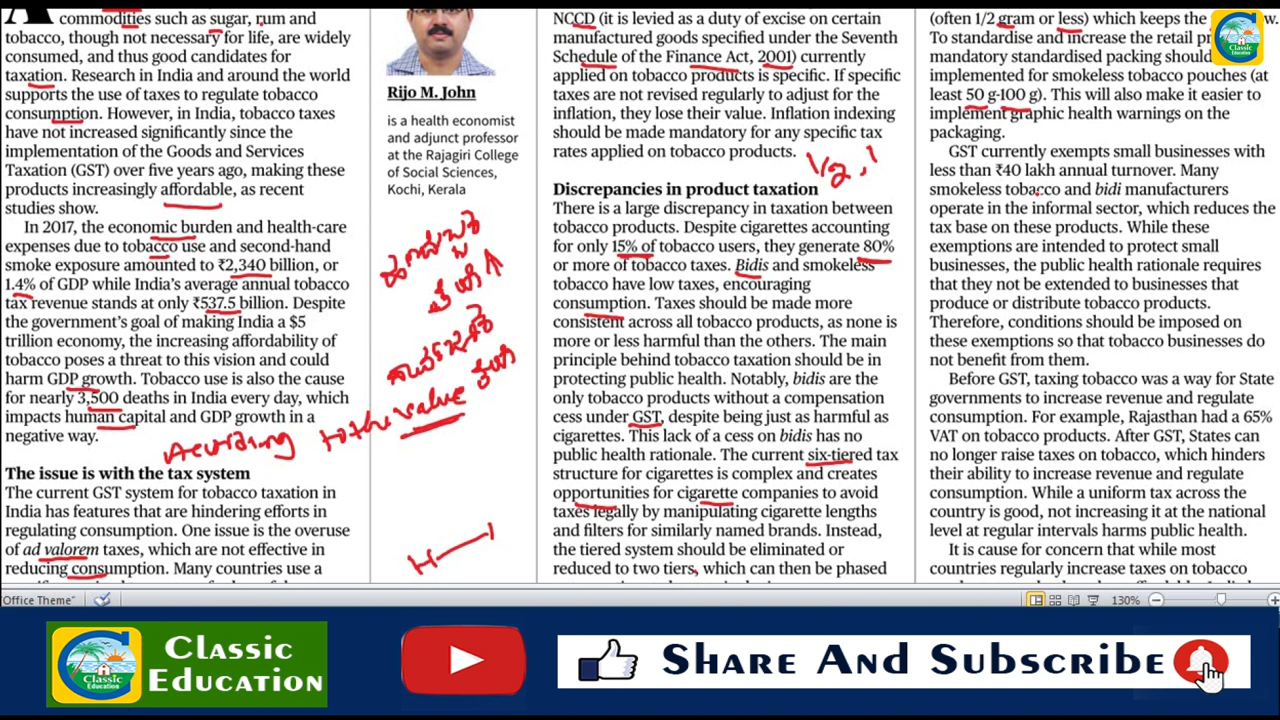 commodities such as sugar, rum and
tobacco, though not necessary for life, are widely
consumed, and thus good candidates for
taxation. Research in India and around the world
supports the use of taxes to regulate tobacco
consumption. However, in India, tobacco taxes
have not increased significantly since the
implementation of the Goods and Services
Taxation (GST) over five years ago, making these
products increasingly affordable, as recent
studies show.
In 2017, the economic burden and health-care
expenses due to tobacco use and second-hand
smoke exposure amounted to ₹2,340 billion, or
1.4% of GDP while India's average annual tobacco
tax revenue stands at only ₹537.5 billion. Despite
the government's goal of making India a $5
trillion economy, the increasing affordability of
tobacco poses a threat to this vision and could
harm GDP growth. Tobacco use is also the cause
for nearly 3,500 deaths in India every day, which
impacts human capital and GDP growth in a
negative way.
According to the value
The issue is with the tax system
The current GST system for tobacco taxation in
India has features that are hindering efforts in
regulating consumption. One issue is the overuse
of ad valorem taxes, which are not effective in
reducing consumption. Many countries use a
Rijo M. John
is a health economist
and adjunct professor
at the Rajagiri College
of Social Sciences,
Kochi, Kerala
NCCD (it is levied as a duty of excise on certain
manufactured goods specified under the Seventh
Schedule of the Finance Act, 2001) currently
applied on tobacco products is specific. If specific
taxes are not revised regularly to adjust for the
inflation, they lose their value. Inflation indexing
should be made mandatory for any specific tax
rates applied on tobacco products.
1/2, 1
Discrepancies in product taxation
There is a large discrepancy in taxation between
tobacco products. Despite cigarettes accounting
for only 15% of tobacco users, they generate 80%
or more of tobacco taxes. Bidis and smokeless
tobacco have low taxes, encouraging
consumption. Taxes should be made more
consistent across all tobacco products, as none is
more or less harmful than the others. The main
principle behind tobacco taxation should be in
protecting public health. Notably, bidis are the
only tobacco products without a compensation
cess under GST, despite being just as harmful as
cigarettes. This lack of a cess on bidis has no
public health rationale. The current six-tiered tax
structure for cigarettes is complex and creates
opportunities for cigarette companies to avoid
taxes legally by manipulating cigarette lengths
and filters for similarly named brands. Instead,
the tiered system should be eliminated or
reduced to two tiers, which can then be phased
(often 1/2 gram or less) which keeps the
To standardise and increase the retail
mandatory standardised packing should
implemented for smokeless tobacco pouches (at
least 50 g-100 g). This will also make it easier to
implement graphic health warnings on the
packaging.
GST currently exempts small businesses with
less than ₹40 lakh annual turnover. Many
smokeless tobacco and bidi manufacturers
operate in the informal sector, which reduces the
tax base on these products. While these
exemptions are intended to protect small
businesses, the public health rationale requires
that they not be extended to businesses that
produce or distribute tobacco products.
Therefore, conditions should be imposed on
these exemptions so that tobacco businesses do
not benefit from them.
Before GST, taxing tobacco was a way for State
governments to increase revenue and regulate
consumption. For example, Rajasthan had a 65%
VAT on tobacco products. After GST, States can
no longer raise taxes on tobacco, which hinders
their ability to increase revenue and regulate
consumption. While a uniform tax across the
country is good, not increasing it at the national
level at regular intervals harms public health.
It is cause for concern that while most
countries regularly increase taxes on tobacco
Classic
Education
Office Theme"
130%
Classic
Education
Classic
Education
Share And Subscribe